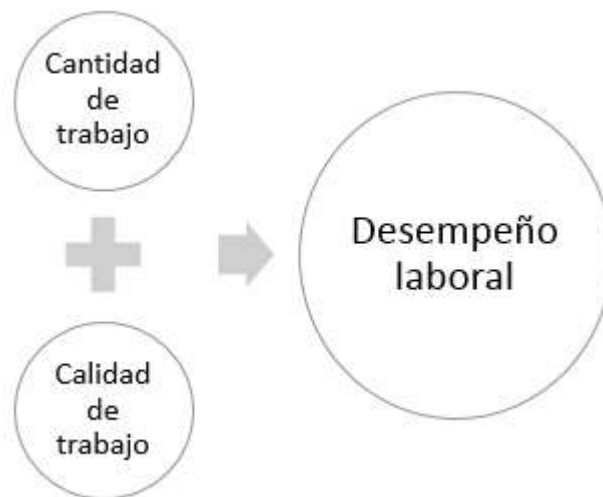 Cantidad
de
trabajo
Desempeño
laboral
Calidad
de
trabajo